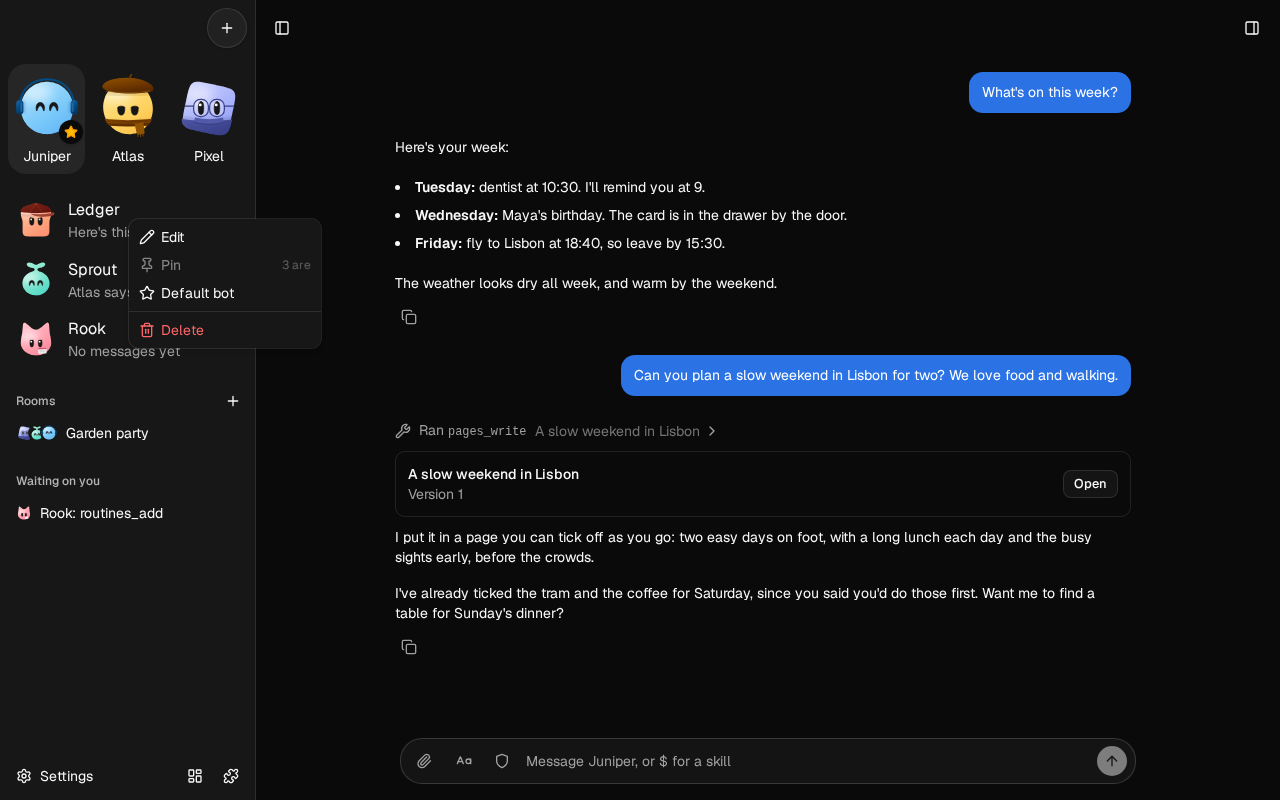 Juniper
Atlas
Pixel
Ledger
Here's this
Sprout
Atlas says
Rook
No messages yet
Edit
Pin
3 are
Default bot
Delete
Rooms
Garden party
Waiting on you
Rook: routines_add
Settings
What's on this week?
Here's your week:
Tuesday: dentist at 10:30. I'll remind you at 9.
Wednesday: Maya's birthday. The card is in the drawer by the door.
Friday: fly to Lisbon at 18:40, so leave by 15:30.
The weather looks dry all week, and warm by the weekend.
Can you plan a slow weekend in Lisbon for two? We love food and walking.
Ran pages_write A slow weekend in Lisbon
A slow weekend in Lisbon
Version 1
Open
I put it in a page you can tick off as you go: two easy days on foot, with a long lunch each day and the busy
sights early, before the crowds.
I've already ticked the tram and the coffee for Saturday, since you said you'd do those first. Want me to find a
table for Sunday's dinner?
Aa
Message Juniper, or $ for a skill